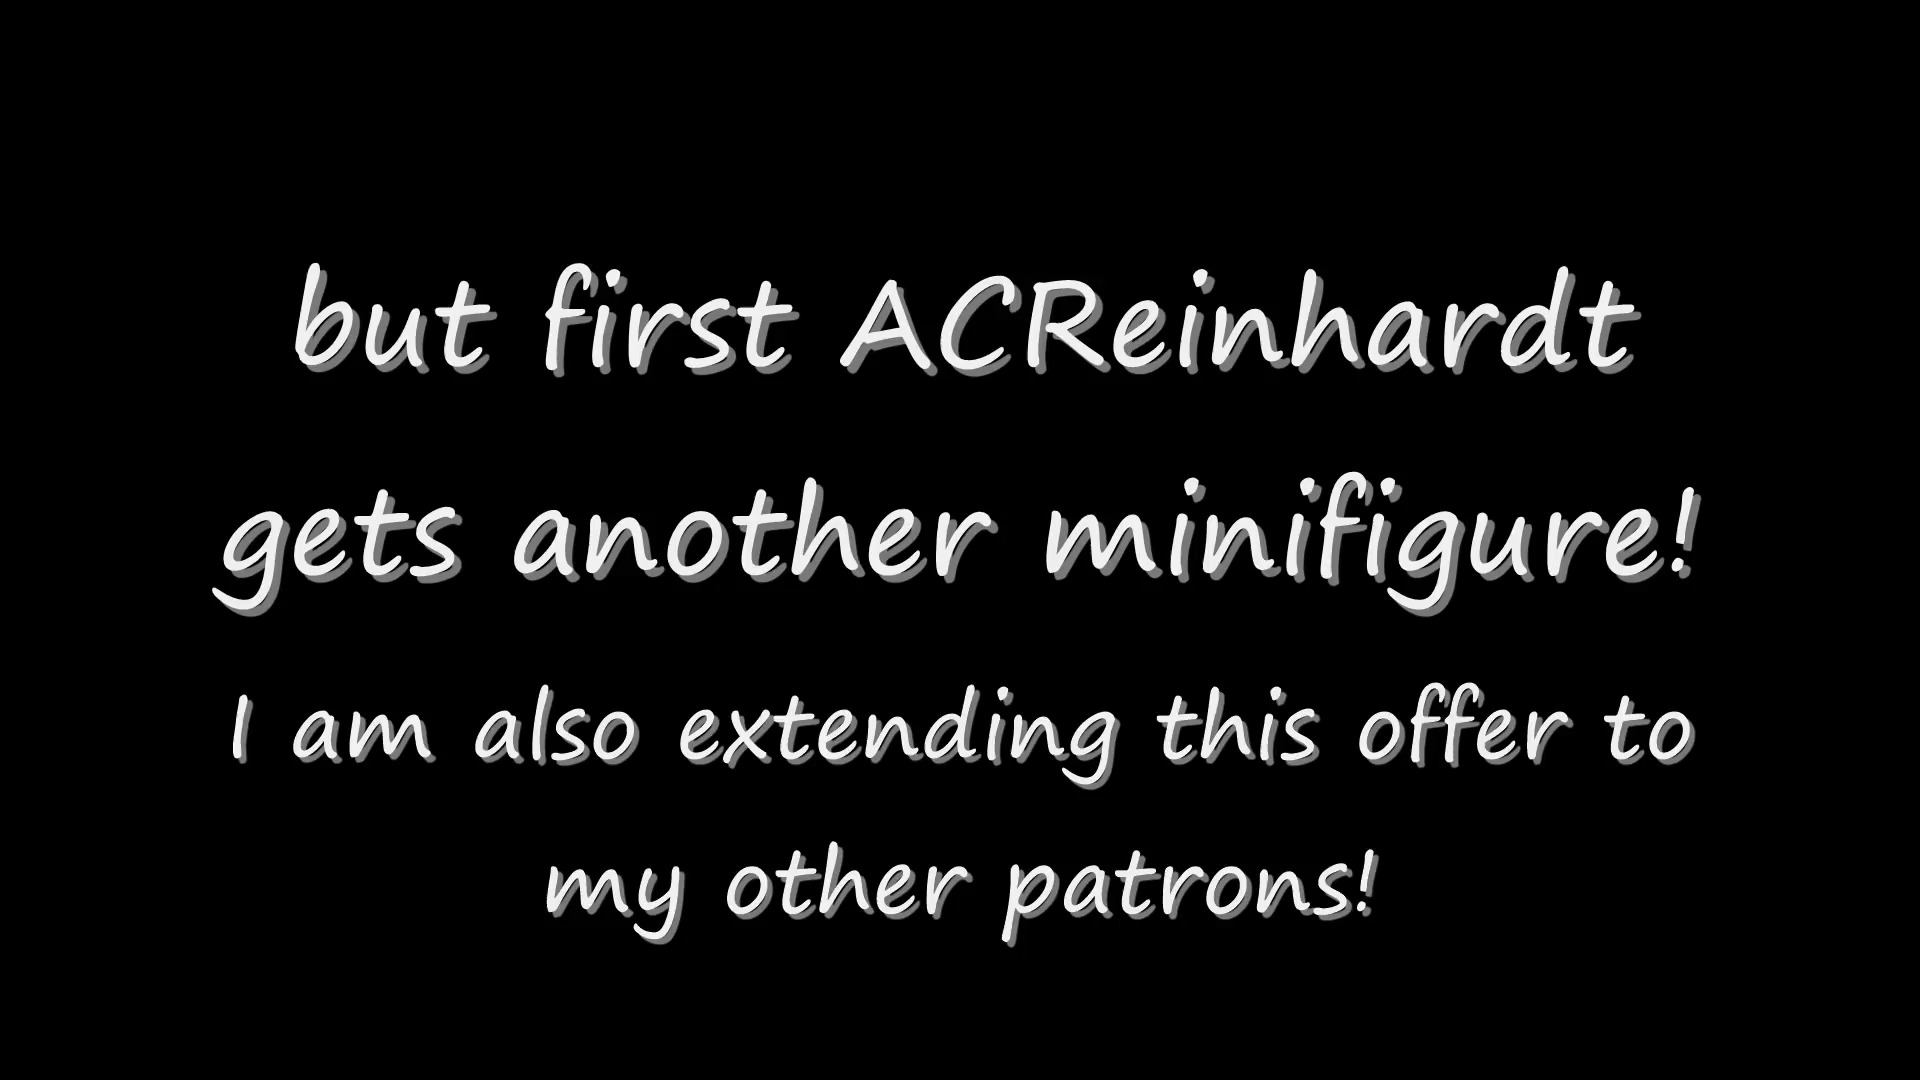 but first ACReinhardt
gets another minifigure!
I am also extending this offer to
my other patrons!